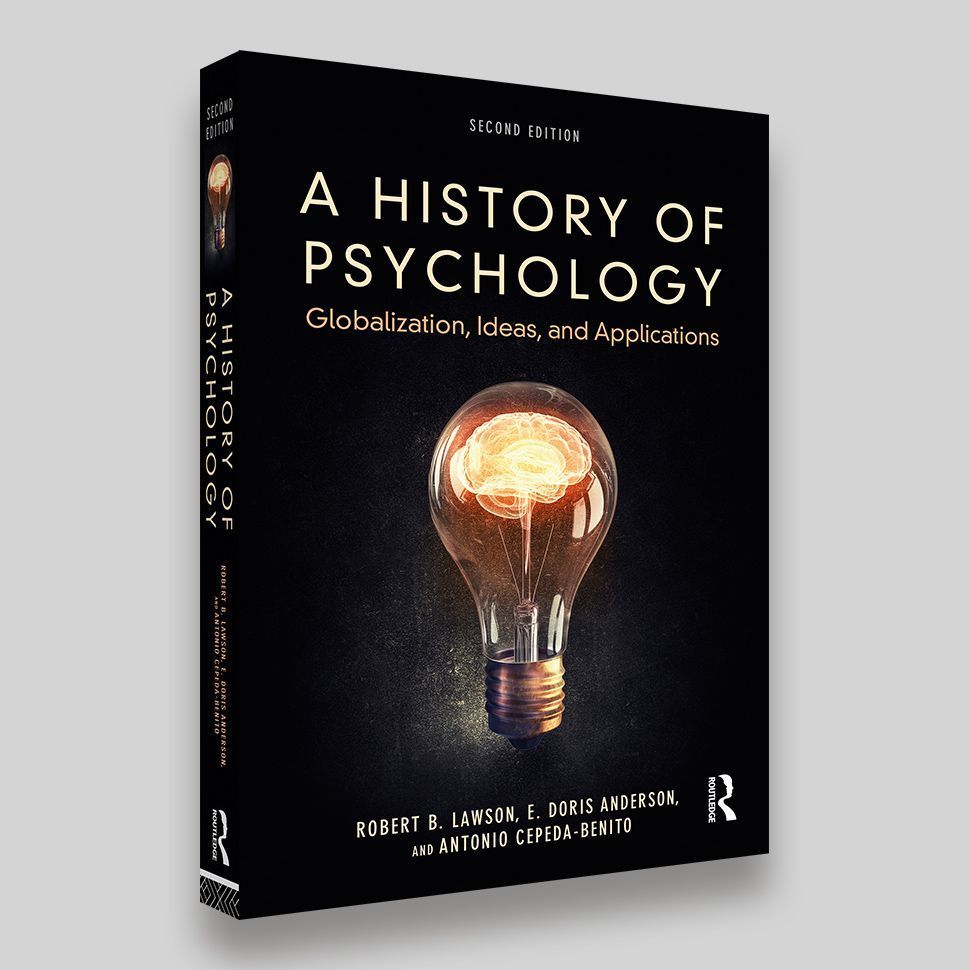 SECOND EDITION
A HISTORY OF
PSYCHOLOGY
Globalization, Ideas, and Applications
ROBERT B. LAWSON, E. DORIS ANDERSON,
AND ANTONIO CEPEDA-BENITO
ROUTLEDGE
SECOND
EDITION
A HISTORY OF
PSYCHOLOGY
ROBERT B. LAWSON, E. DORIS ANDERSON,
AND ANTONIO CEPEDA-BENITO
ROUTLEDGE